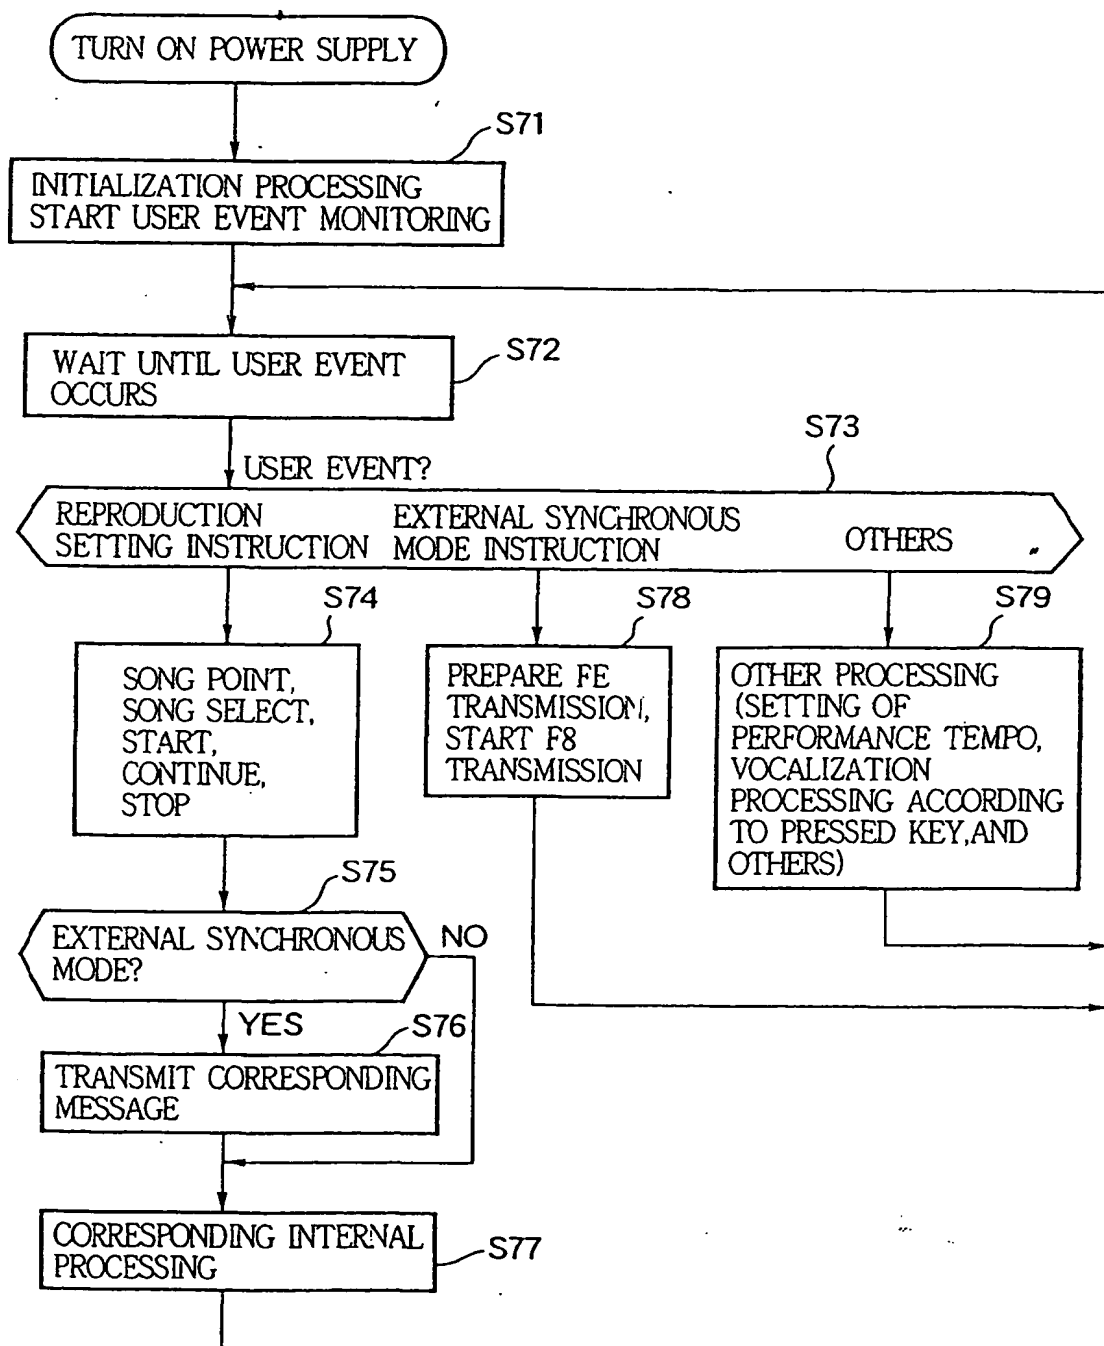 TURN ON POWER SUPPLY
S71
INITIALIZATION PROCESSING
START USER EVENT MONITORING
S72
WAIT UNTIL USER EVENT
OCCURS
S73
USER EVENT?
REPRODUCTION
SETTING INSTRUCTION
EXTERNAL SYNCHRONOUS
MODE INSTRUCTION
OTHERS
S74
SONG POINT,
SONG SELECT,
START,
CONTINUE,
STOP
S78
PREPARE FE
TRANSMISSION,
START F8
TRANSMISSION
S79
OTHER PROCESSING
(SETTING OF
PERFORMANCE TEMPO,
VOCALIZATION
PROCESSING ACCORDING
TO PRESSED KEY,AND
OTHERS)
S75
EXTERNAL SYNCHRONOUS
MODE?
NO
YES
S76
TRANSMIT CORRESPONDING
MESSAGE
CORRESPONDING INTERNAL
PROCESSING
S77